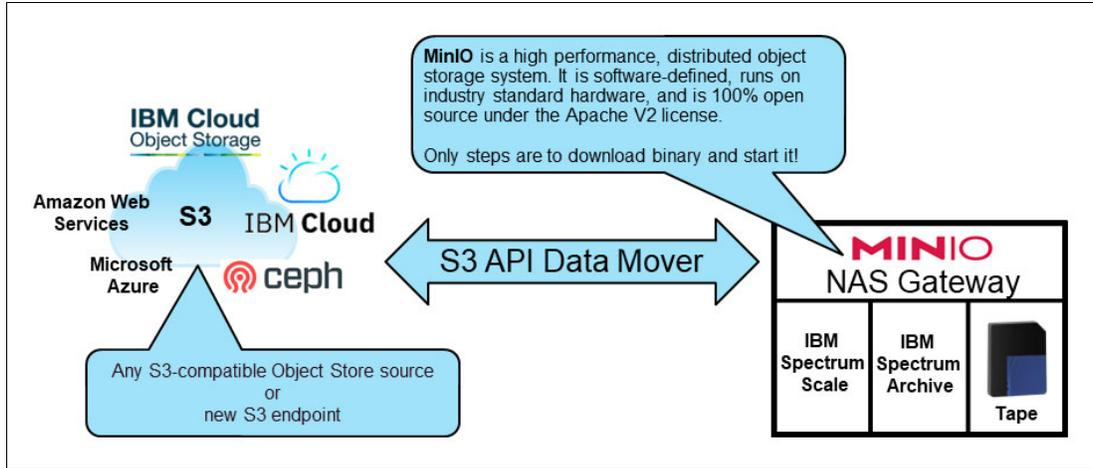 MinIO is a high performance, distributed object
storage system. It is software-defined, runs on
industry standard hardware, and is 100% open
source under the Apache V2 license.
Only steps are to download binary and start it!
IBM Cloud
Object Storage
Amazon Web
Services
S3
IBM Cloud
Microsoft
Azure
ceph
S3 API Data Mover
MINIO
NAS Gateway
IBM
Spectrum
Scale
IBM
Spectrum
Archive
Tape
Any S3-compatible Object Store source
or
new S3 endpoint